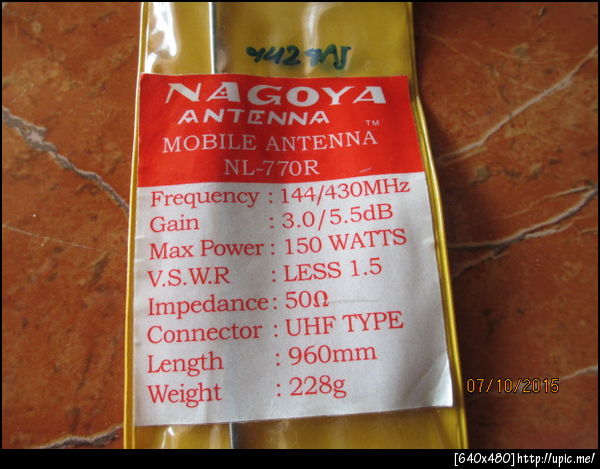 NAGOYA
ANTENNA ™
MOBILE ANTENNA
NL-770R
Frequency : 144/430MHz
Gain : 3.0/5.5dB
Max Power : 150 WATTS
V.S.W.R : LESS 1.5
Impedance : 50Ω
Connector : UHF TYPE
Length : 960mm
Weight : 228g
07/10/2015
[640x480]http://upic.me/